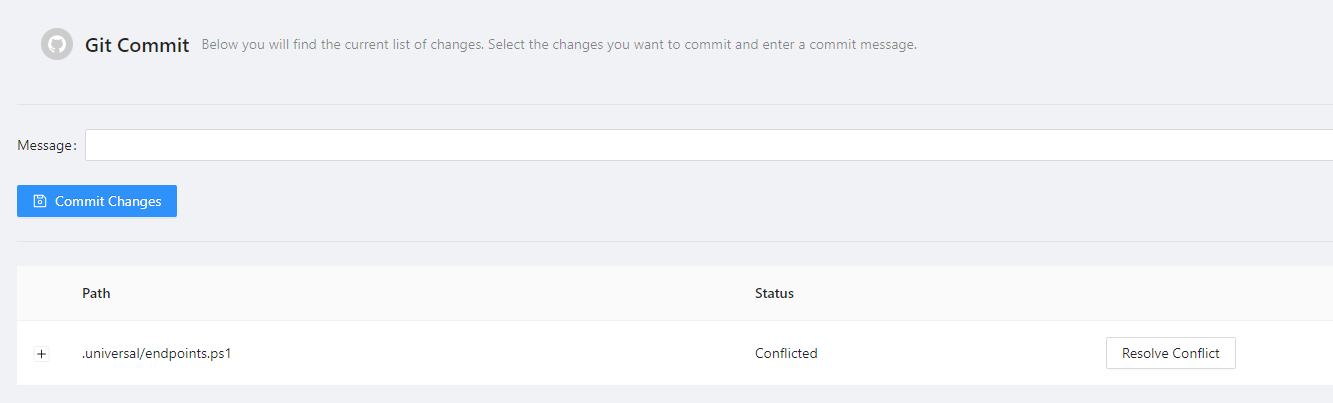 Git Commit Below you will find the current list of changes. Select the changes you want to commit and enter a commit message.
Message:
Commit Changes
Path Status
.universal/endpoints.ps1 Conflicted Resolve Conflict